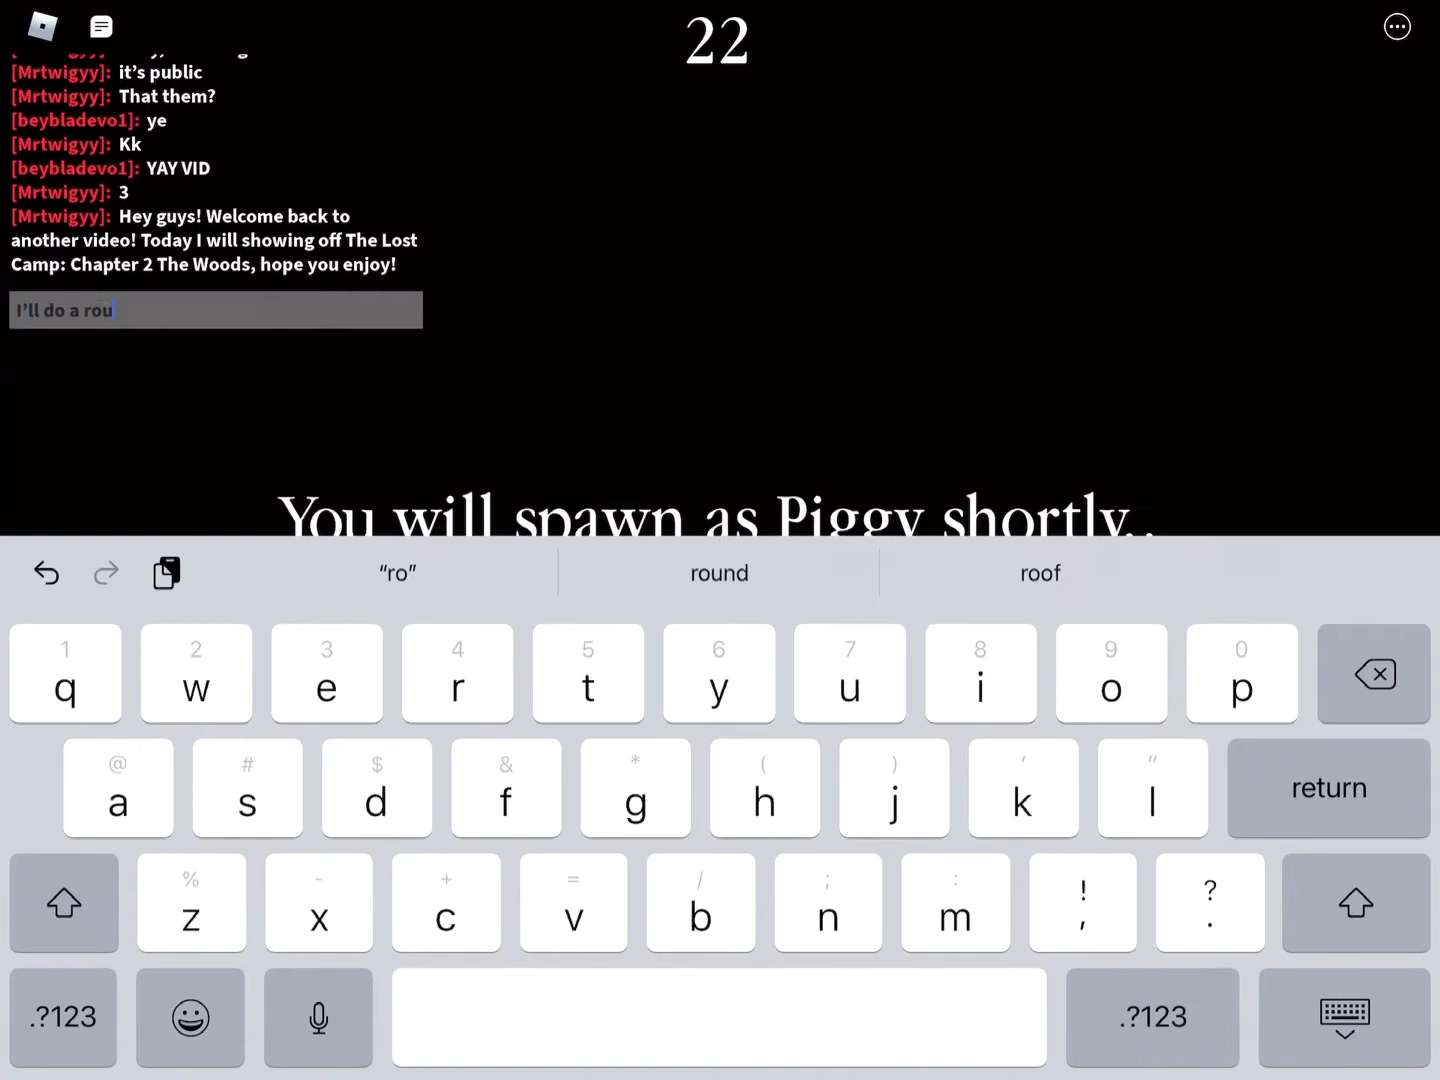 22
[Mrtwigyy]: it’s public
[Mrtwigyy]: That them?
[beybladevo1]: ye
[Mrtwigyy]: Kk
[beybladevo1]: YAY VID
[Mrtwigyy]: 3
[Mrtwigyy]: Hey guys! Welcome back to
another video! Today I will showing off The Lost
Camp: Chapter 2 The Woods, hope you enjoy!
I’ll do a rou
You will spawn as Piggy shortly..
“ro” round roof
1 2 3 4 5 6 7 8 9 0
q w e r t y u i o p
@ # $ & * ( ) ' "
a s d f g h j k l return
% - + = / ; : ! ?
z x c v b n m , .
.?123 .?123